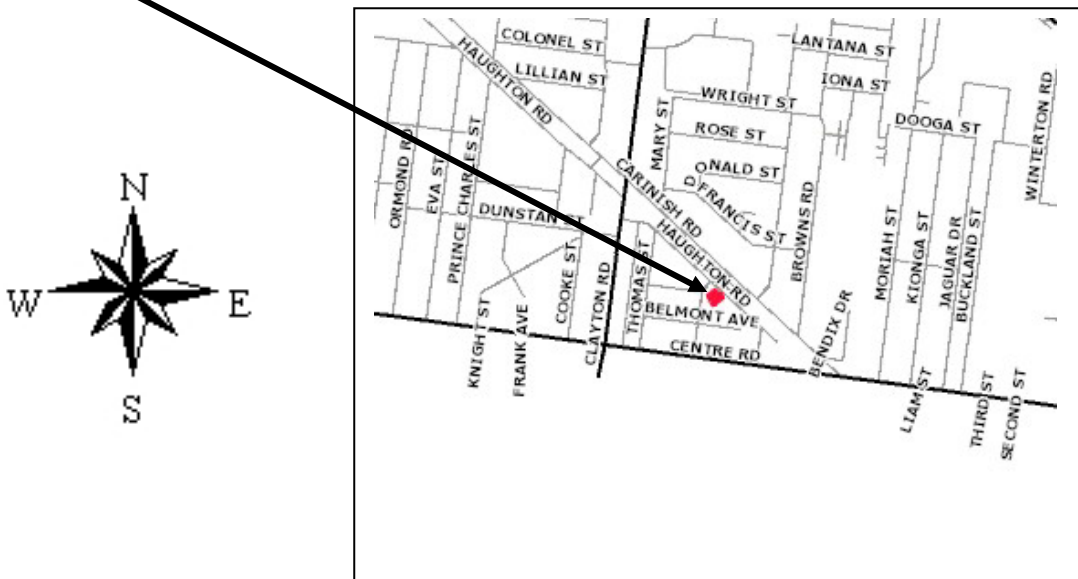 COLONEL ST
LANTANA ST
HAUGHTON RD
LILLIAN ST
IONA ST
WRIGHT ST
WINTERTON RD
DOOGA ST
ROSE ST
MARY ST
ORMOND RD
EVA ST
PRINCE CHARLES ST
CARINISH RD
DONALD ST
FRANCIS ST
N
W
E
S
DUNSTAN ST
HAUGHTON RD
BROWNS RD
MORIAH ST
KIONGA ST
JAGUAR DR
BUCKLAND ST
KNIGHT ST
FRANK AVE
COOKE ST
CLAYTON RD
THOMAS ST
BELMONT AVE
CENTRE RD
BENDIX DR
LIAM ST
THIRD ST
SECOND ST